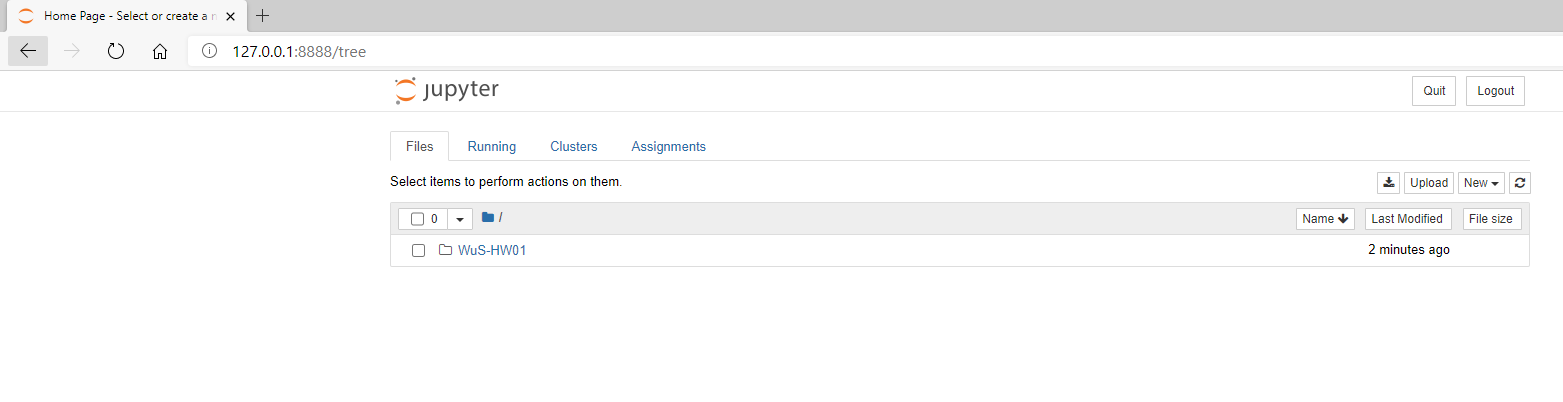 Home Page - Select or create a n
127.0.0.1:8888/tree
jupyter
Quit Logout
Files Running Clusters Assignments
Select items to perform actions on them.
Upload New
0 / Name Last Modified File size
WuS-HW01 2 minutes ago